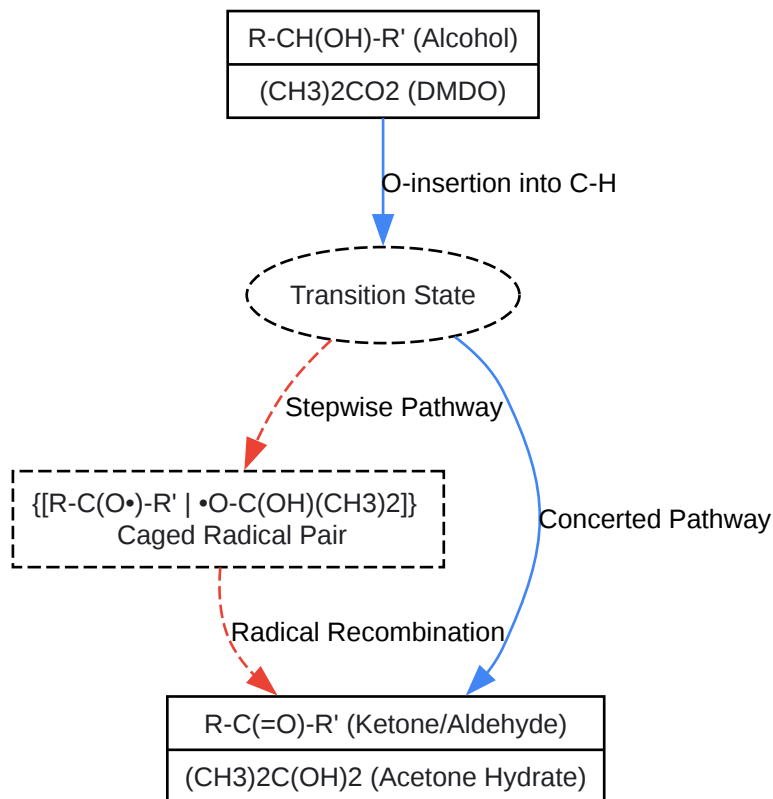 R-CH(OH)-R' (Alcohol)
(CH3)2CO2 (DMDO)
O-insertion into C-H
Transition State
Stepwise Pathway
{[R-C(O•)-R' | •O-C(OH)(CH3)2]}
Caged Radical Pair
Concerted Pathway
Radical Recombination
R-C(=O)-R' (Ketone/Aldehyde)
(CH3)2C(OH)2 (Acetone Hydrate)